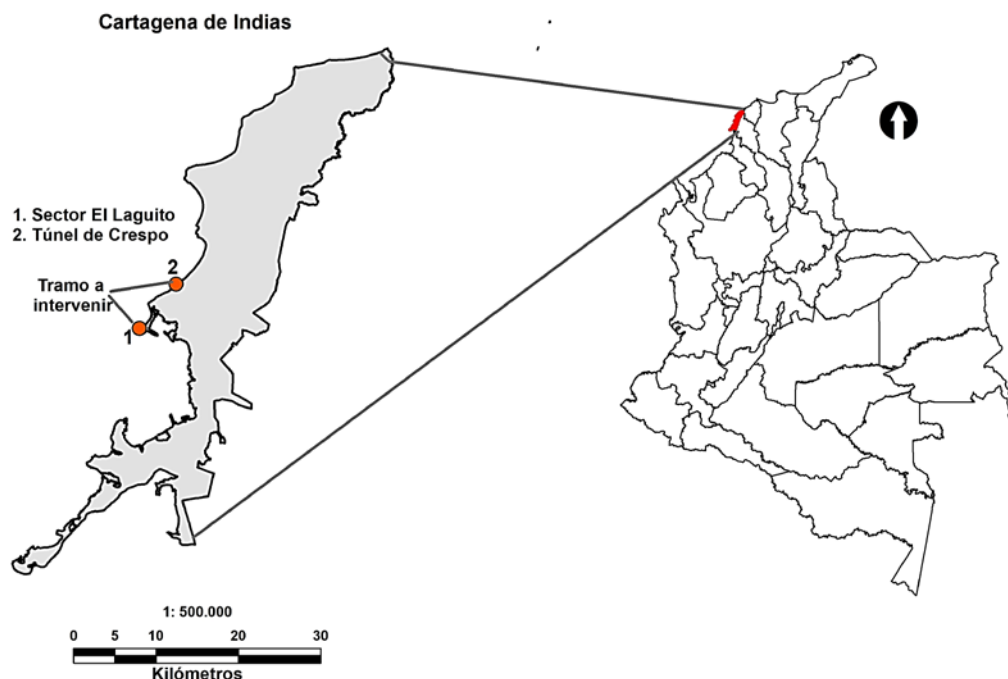 Cartagena de Indias
1. Sector El Laguito
2. Túnel de Crespo
2
Tramo a
intervenir
1
1: 500.000
0 5 10 20 30
Kilómetros